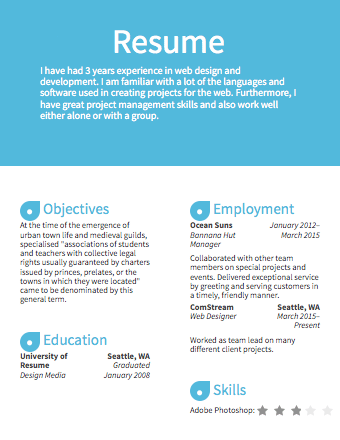 Resume
I have had 3 years experience in web design and
development. I am familiar with a lot of the languages and
software used in creating projects for the web. Furthermore, I
have great project management skills and also work well
either alone or with a group.
Objectives
At the time of the emergence of
urban town life and medieval guilds,
specialised "associations of students
and teachers with collective legal
rights usually guaranteed by charters
issued by princes, prelates, or the
towns in which they were located"
came to be denominated by this
general term.
Education
University of Seattle, WA
Resume Graduated
Design Media January 2008
Employment
Ocean Suns January 2012–
Bannana Hut March 2015
Manager
Collaborated with other team
members on special projects and
events. Delivered exceptional service
by greeting and serving customers in
a timely, friendly manner.
ComStream Seattle, WA
Web Designer March 2015–
Present
Worked as team lead on many
different client projects.
Skills
Adobe Photoshop: